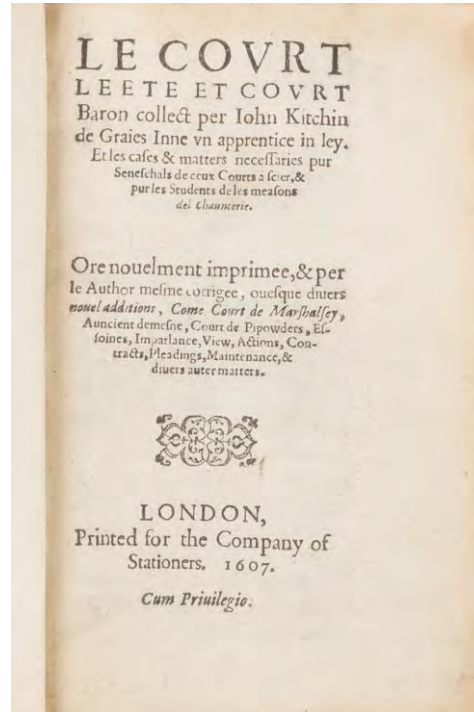 LE COVRT
LEETE ET COVRT
Baron collect per Iohn Kitchin
de Graies Inne vn apprentice in ley.
Et les caſes & matters neceſſaries pur
Seneſchals de ceux Courts a ſcier,&
pur les Students de les meaſons
del Chauncerie.
Ore nouelment imprimee,& per
le Author meſme corrigee, oueſque diuers
nouel additions, Come Court de Marſhalſey,
Auncient demeſne, Court de Pipowders, Eſ-
ſoines, Imparlance, View, Actions, Con-
tracts, Pleadings, Maintenance,&
diuers auter matters.
LONDON,
Printed for the Company of
Stationers. 1607.
Cum Priuilegio.